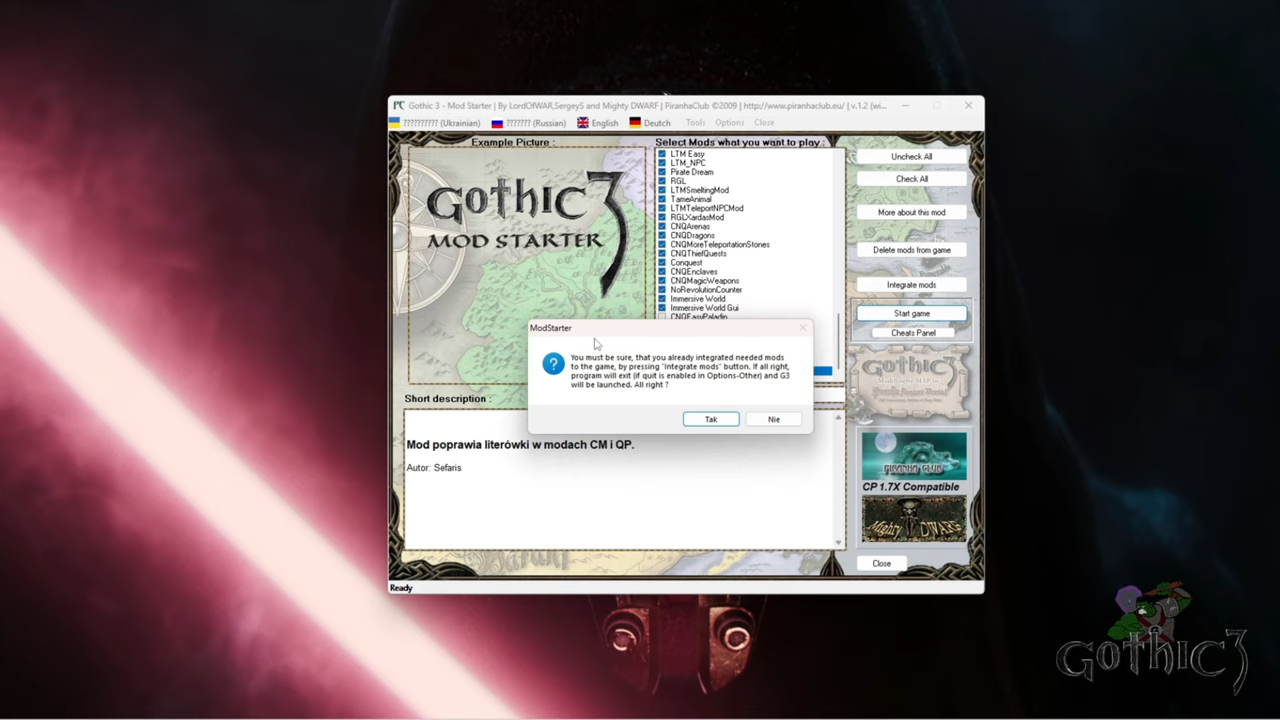 Gothic 3 - Mod Starter | By LordOfWAR,SergeyS and Mighty DWARF | PiranhaClub ©2009 | http://www.piranhaclub.eu/ | v.1.2 (wi...
?????????? (Ukrainian) ??????? (Russian) English Deutch Tools Options Close
Example Picture :
GOTHIC 3
MOD STARTER
Select Mods what you want to play :
LTM Easy
LTM_NPC
Pirate Dream
RGL
LTMSmeltingMod
TameAnimal
LTMTeleportNPCMod
RGLXardasMod
CNQArenas
CNQDragons
CNQMoreTeleportationStones
CNQThiefQuests
Conquest
CNQEnclaves
CNQMagicWeapons
NoRevolutionCounter
Immersive World
Immersive World Gui
CNQEasyPaladin
Uncheck All
Check All
More about this mod
Delete mods from game
Integrate mods
Start game
Cheats Panel
GOTHIC 3
PIRANHA CLUB
CP 1.7X Compatible
Mighty DWARF
Close
ModStarter
You must be sure, that you already integrated needed mods
to the game, by pressing "Integrate mods" button. If all right,
program will exit (if quit is enabled in Options-Other) and G3
will be launched. All right ?
Tak Nie
Short description :
Mod poprawia literówki w modach CM i QP.
Autor: Sefaris
Ready
GOTHIC 3